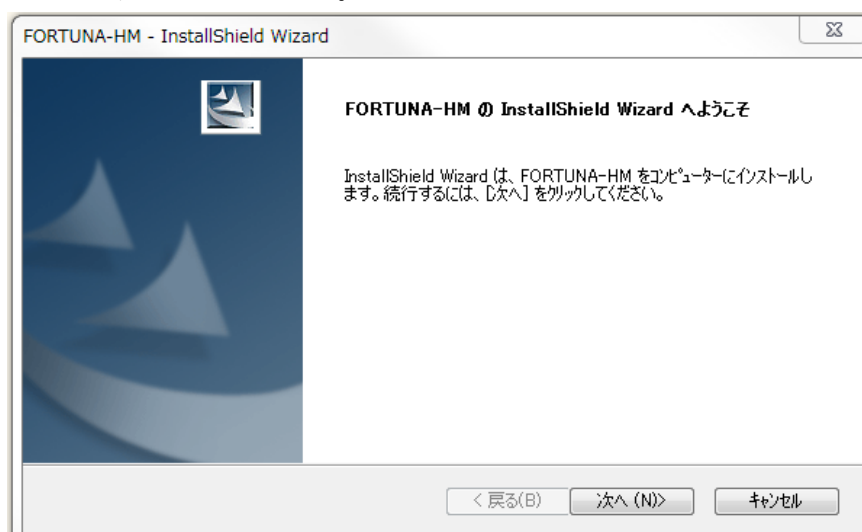 FORTUNA-HM - InstallShield Wizard
FORTUNA-HM の InstallShield Wizard へようこそ
InstallShield Wizard は、FORTUNA-HM をコンピューターにインストールし
ます。続行するには、[次へ] をクリックしてください。
< 戻る(B) 次へ (N)> キャンセル